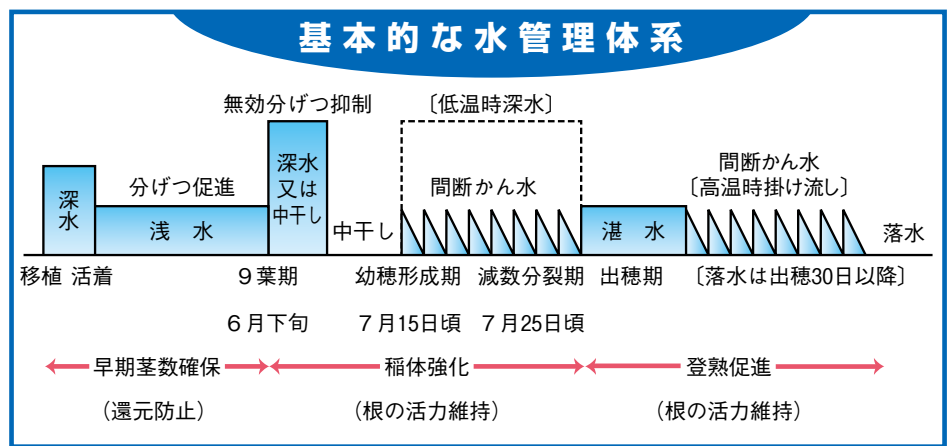 基本的な水管理体系
無効分げつ抑制
〔低温時深水〕
深水
分げつ促進
浅水
深水
又は
中干し
中干し
間断かん水
湛水
間断かん水
〔高温時掛け流し〕
落水
移植 活着 9葉期 幼穂形成期 減数分裂期 出穂期 〔落水は出穂30日以降〕
6月下旬 7月15日頃 7月25日頃
早期茎数確保 稲体強化 登熟促進
(還元防止) (根の活力維持) (根の活力維持)